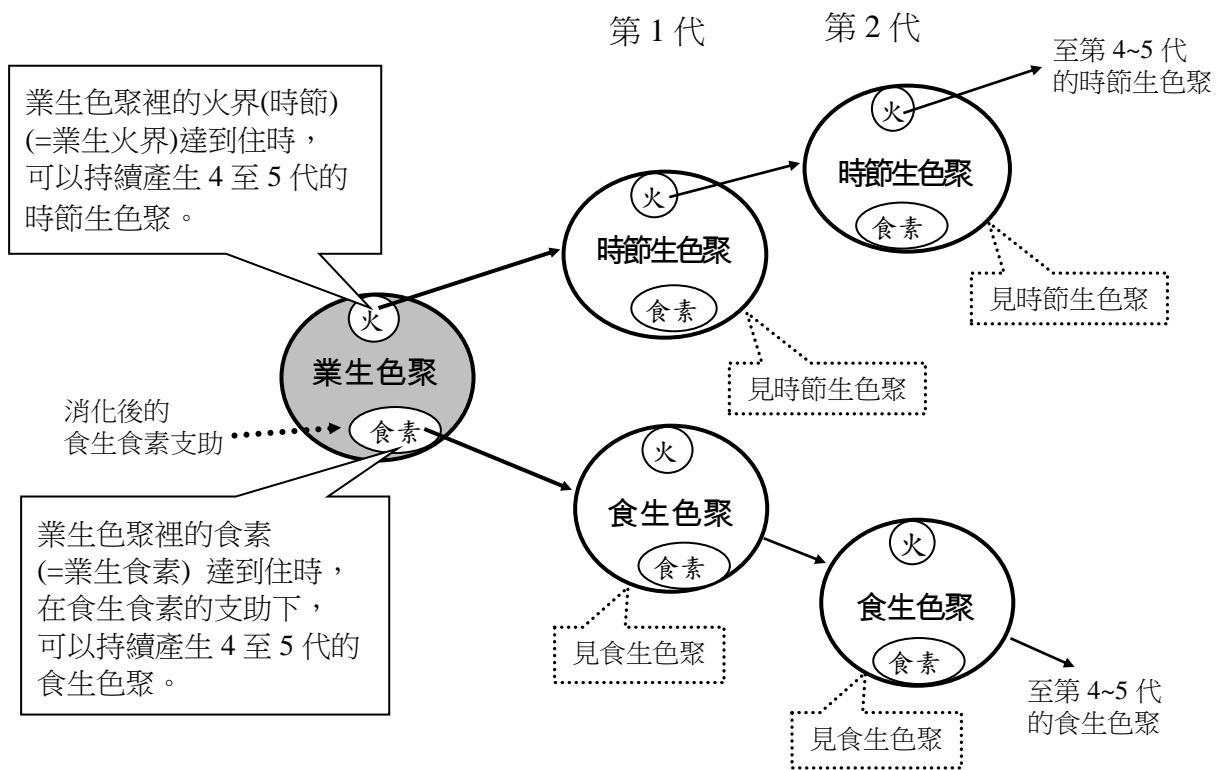 第 1 代
第 2 代
至第 4~5 代
的時節生色聚
業生色聚裡的火界(時節)
(=業生火界)達到住時，
可以持續產生 4 至 5 代的
時節生色聚。
火
時節生色聚
食素
見時節生色聚
火
時節生色聚
食素
見時節生色聚
火
業生色聚
食素
消化後的
食生食素支助
業生色聚裡的食素
(=業生食素) 達到住時，
在食生食素的支助下，
可以持續產生 4 至 5 代的
食生色聚。
火
食生色聚
食素
見食生色聚
火
食生色聚
食素
見食生色聚
至第 4~5 代
的食生色聚